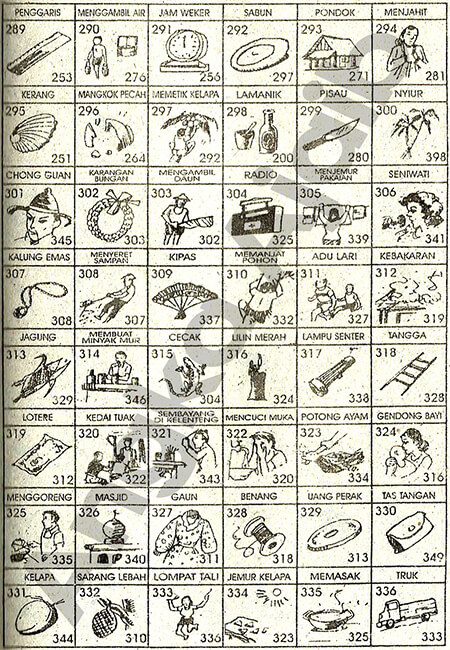 PENGGARIS
289
253
MENGGAMBIL AIR
290
276
JAM WEKER
291
256
SABUN
292
297
PONDOK
293
271
MENJAHIT
294
281
KERANG
295
251
MANGKOK PECAH
296
264
MEMETIK KELAPA
297
292
LAMANIK
298
200
PISAU
299
280
NYIUR
300
398
CHONG GUAN
301
345
KARANGAN
BUNGAN
302
303
MENGAMBIL
DAUN
303
302
RADIO
304
325
MENJEMUR
PAKAIAN
305
339
SENIWATI
306
341
KALUNG EMAS
307
308
MENYERET
SAMPAN
308
307
KIPAS
309
337
MEMANJAT
POHON
310
332
ADU LARI
311
327
KEBAKARAN
312
319
JAGUNG
313
329
MEMBUAT
MINYAK MUR
314
346
CECAK
315
304
LILIN MERAH
316
324
LAMPU SENTER
317
338
TANGGA
318
328
LOTERE
319
312
KEDAI TUAK
320
322
SEMBAYANG
DI KELENTENG
321
343
MENCUCI MUKA
322
320
POTONG AYAM
323
334
GENDONG BAYI
324
316
MENGGORENG
325
335
MASJID
326
340
GAUN
327
311
BENANG
328
318
UANG PERAK
329
313
TAS TANGAN
330
349
KELAPA
331
344
SARANG LEBAH
332
310
LOMPAT TALI
333
336
JEMUR KELAPA
334
323
MEMASAK
335
325
TRUK
336
333